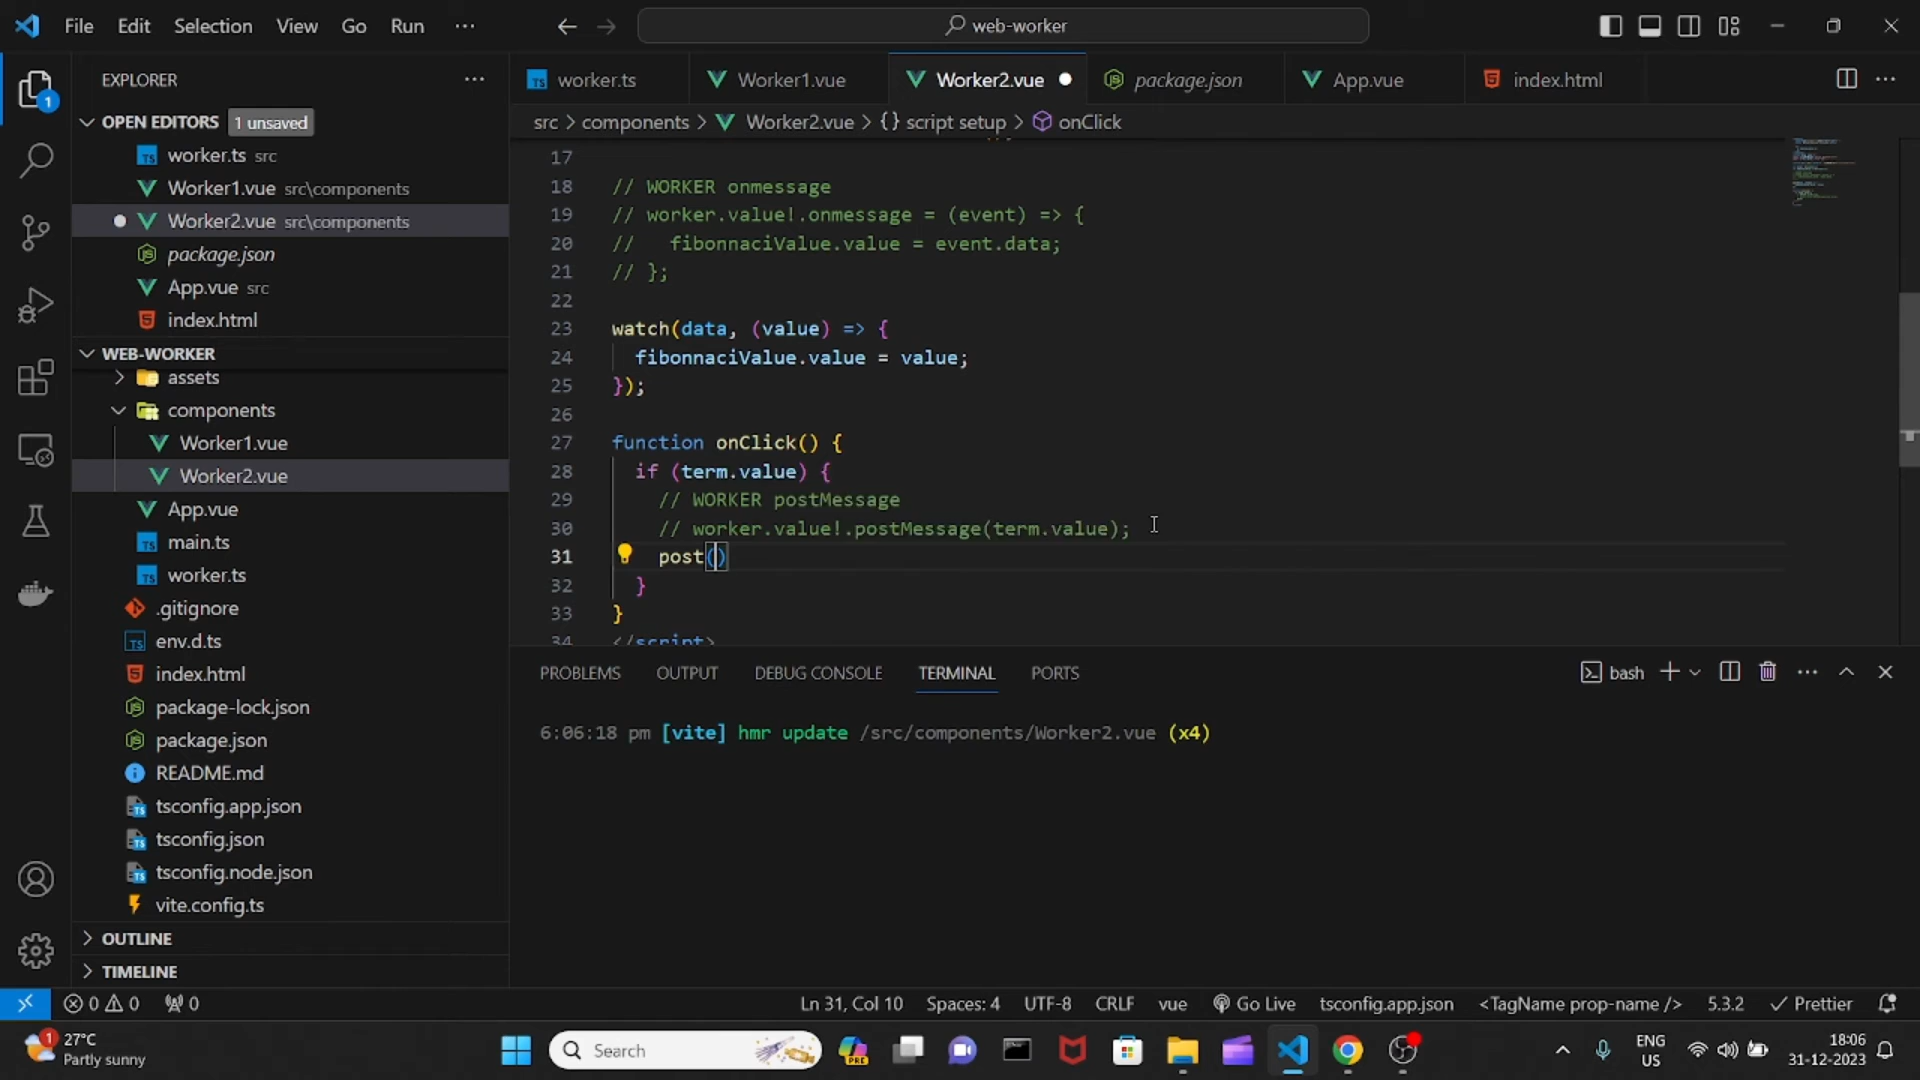 File Edit Selection View Go Run ··· web-worker
EXPLORER ···
OPEN EDITORS 1 unsaved
worker.ts src
Worker1.vue src\components
Worker2.vue src\components
package.json
App.vue src
index.html
WEB-WORKER
assets
components
Worker1.vue
Worker2.vue
App.vue
main.ts
worker.ts
.gitignore
env.d.ts
index.html
package-lock.json
package.json
README.md
tsconfig.app.json
tsconfig.json
tsconfig.node.json
vite.config.ts
OUTLINE
TIMELINE
1
worker.ts Worker1.vue Worker2.vue package.json App.vue index.html
src > components > Worker2.vue > {} script setup > onClick
17
18 // WORKER onmessage
19 // worker.value!.onmessage = (event) => {
20 //   fibonnaciValue.value = event.data;
21 // };
22
23 watch(data, (value) => {
24 fibonnaciValue.value = value;
25 });
26
27 function onClick() {
28 if (term.value) {
29 // WORKER postMessage
30 // worker.value!.postMessage(term.value);
31 post()
32 }
33 }
34 </script>
PROBLEMS OUTPUT DEBUG CONSOLE TERMINAL PORTS bash
6:06:18 pm [vite] hmr update /src/components/Worker2.vue (x4)
0 0 0 Ln 31, Col 10 Spaces: 4 UTF-8 CRLF vue Go Live tsconfig.app.json <TagName prop-name /> 5.3.2 Prettier
1 27°C
Partly sunny
Search
PRE
ENG
US
18:06
31-12-2023